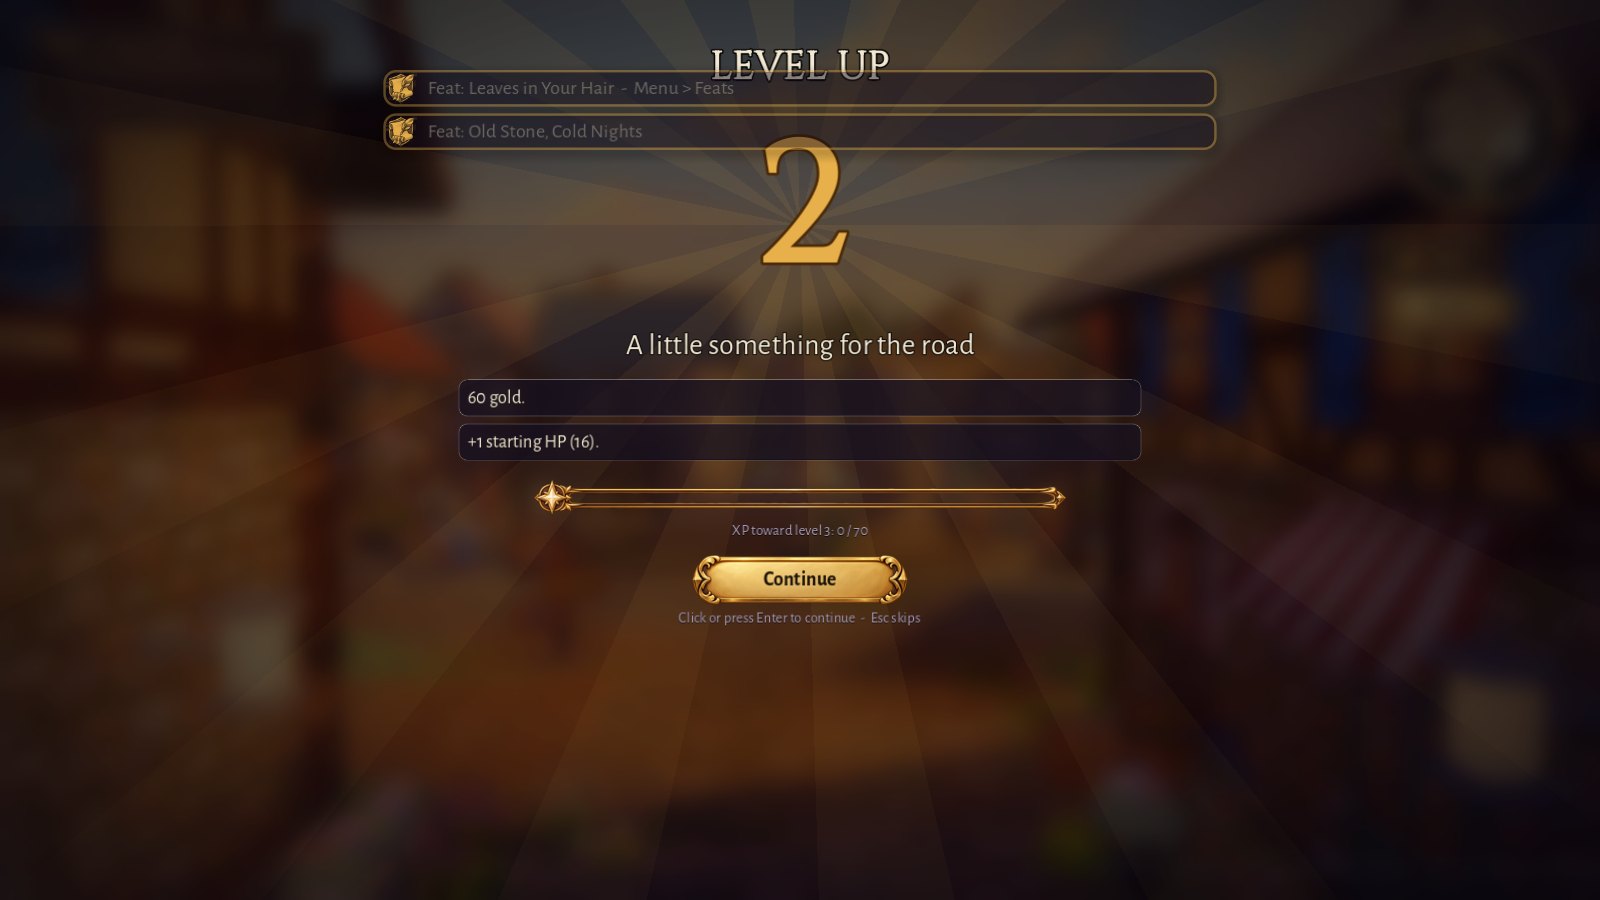 LEVEL UP
Feat: Leaves in Your Hair - Menu > Feats
Feat: Old Stone, Cold Nights
2
A little something for the road
60 gold.
+1 starting HP (16).
XP toward level 3: 0 / 70
Continue
Click or press Enter to continue - Esc skips